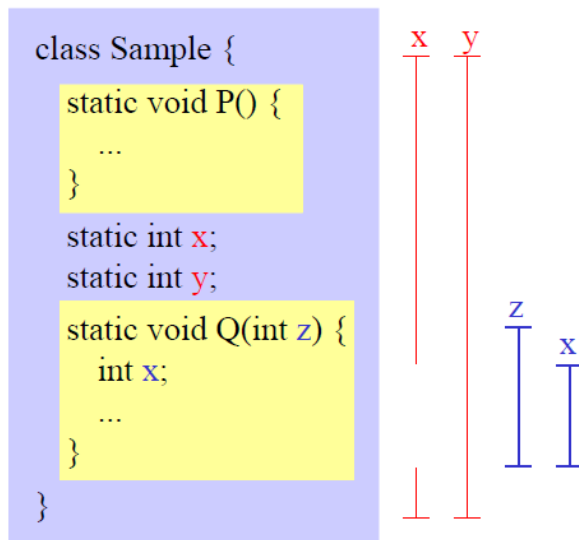 class Sample {
static void P() {
...
}
static int x;
static int y;
static void Q(int z) {
int x;
...
}
}
x y
z
x